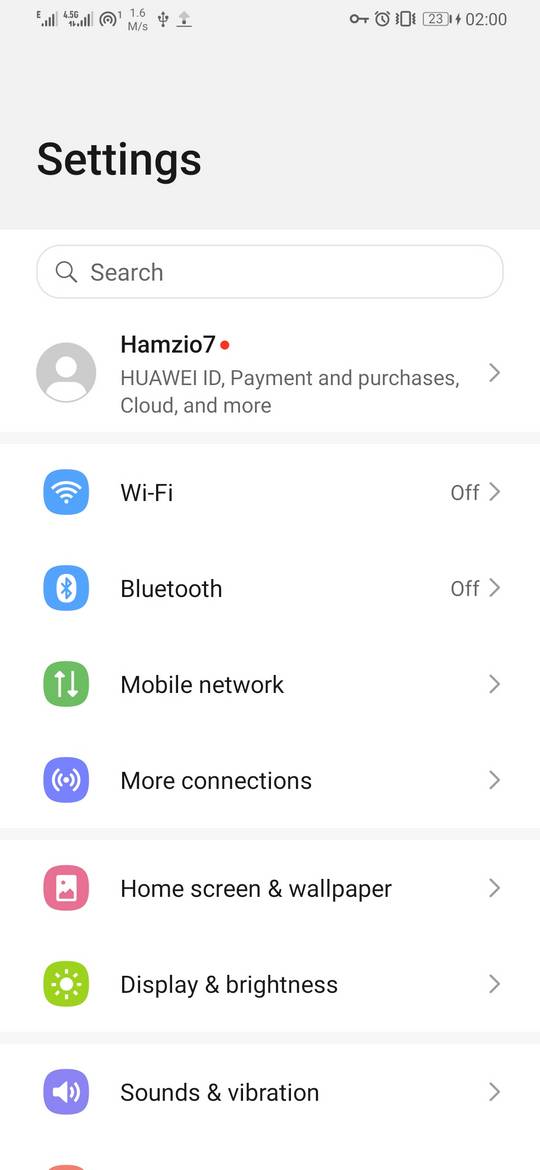 E 4.5G 1 1.6 M/s 23 02:00
Settings
Search
Hamzio7
HUAWEI ID, Payment and purchases,
Cloud, and more
Wi-Fi Off
Bluetooth Off
Mobile network
More connections
Home screen & wallpaper
Display & brightness
Sounds & vibration